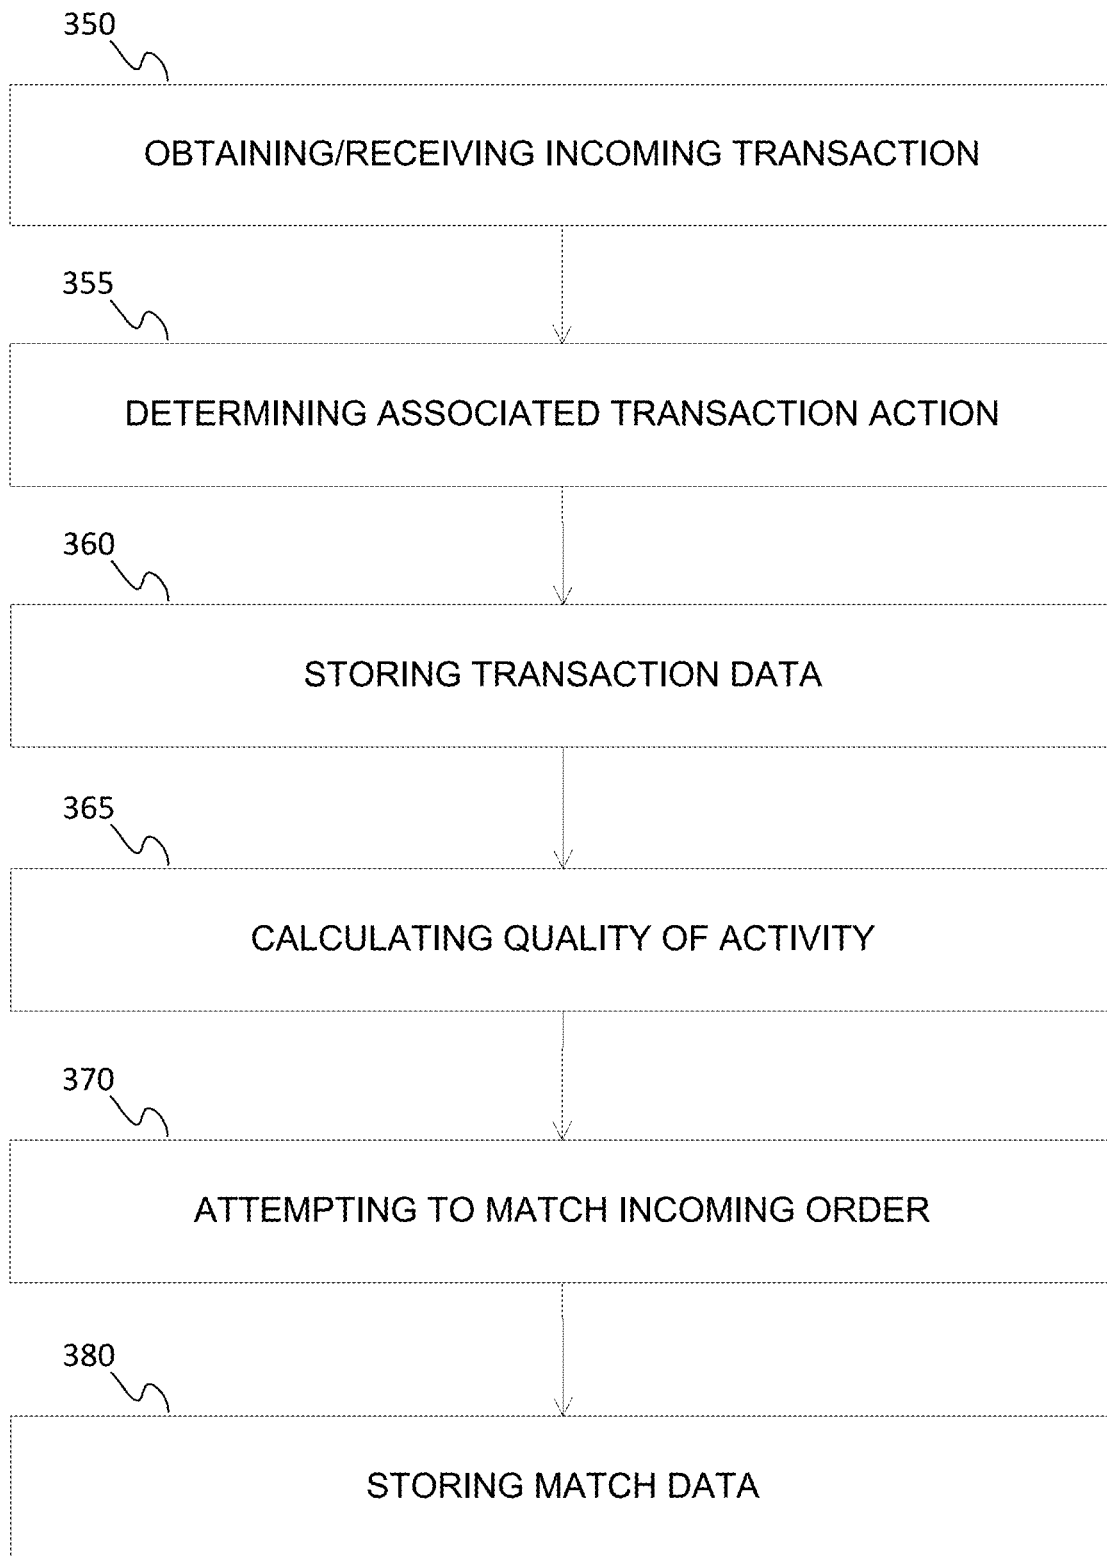 350
OBTAINING/RECEIVING INCOMING TRANSACTION
355
DETERMINING ASSOCIATED TRANSACTION ACTION
360
STORING TRANSACTION DATA
365
CALCULATING QUALITY OF ACTIVITY
370
ATTEMPTING TO MATCH INCOMING ORDER
380
STORING MATCH DATA